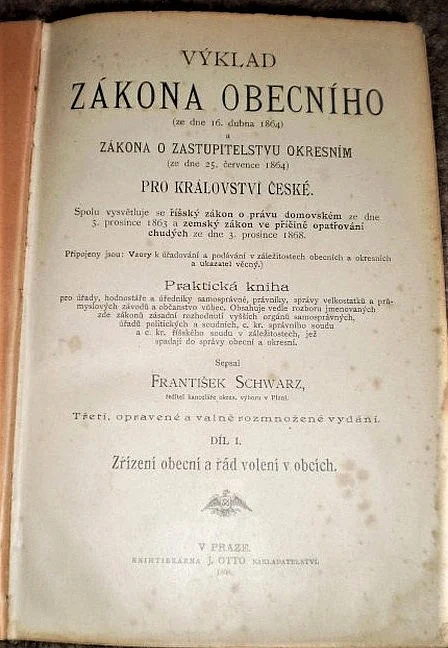 VÝKLAD
ZÁKONA OBECNÍHO
(ze dne 16. dubna 1864)
a
ZÁKONA O ZASTUPITELSTVU OKRESNÍM
(ze dne 25. července 1864)
PRO KRÁLOVSTVÍ ČESKÉ.
Spolu vysvětluje se říšský zákon o právu domovském ze dne
3. prosince 1863 a zemský zákon ve příčině opatřování
chudých ze dne 3. prosince 1868.
Připojeny jsou: Vzory k úřadování a podávání v záležitostech obecních a okresních
a ukazatel věcný.)
Praktická kniha
pro úřady, hodnostáře a úředníky samosprávné, právníky, správy velkostatků a prů-
myslových závodů a občanstvo vůbec. Obsahuje vedle rozboru jmenovaných
zde zákonů zásadní rozhodnutí vyšších orgánů samosprávných,
úřadů politických a soudních, c. kr. správního soudu
a c. kr. říšského soudu v záležitostech, jež
spadají do správy obecní a okresní.
Sepsal
FRANTIŠEK SCHWARZ,
ředitel kanceláře okres. výboru v Plzni.
Třetí, opravené a valně rozmnožené vydání.
DÍL I.
Zřízení obecní a řád volení v obcích.
V PRAZE.
KNIHTISKÁRNA J. OTTO NAKLADATELSTVÍ.